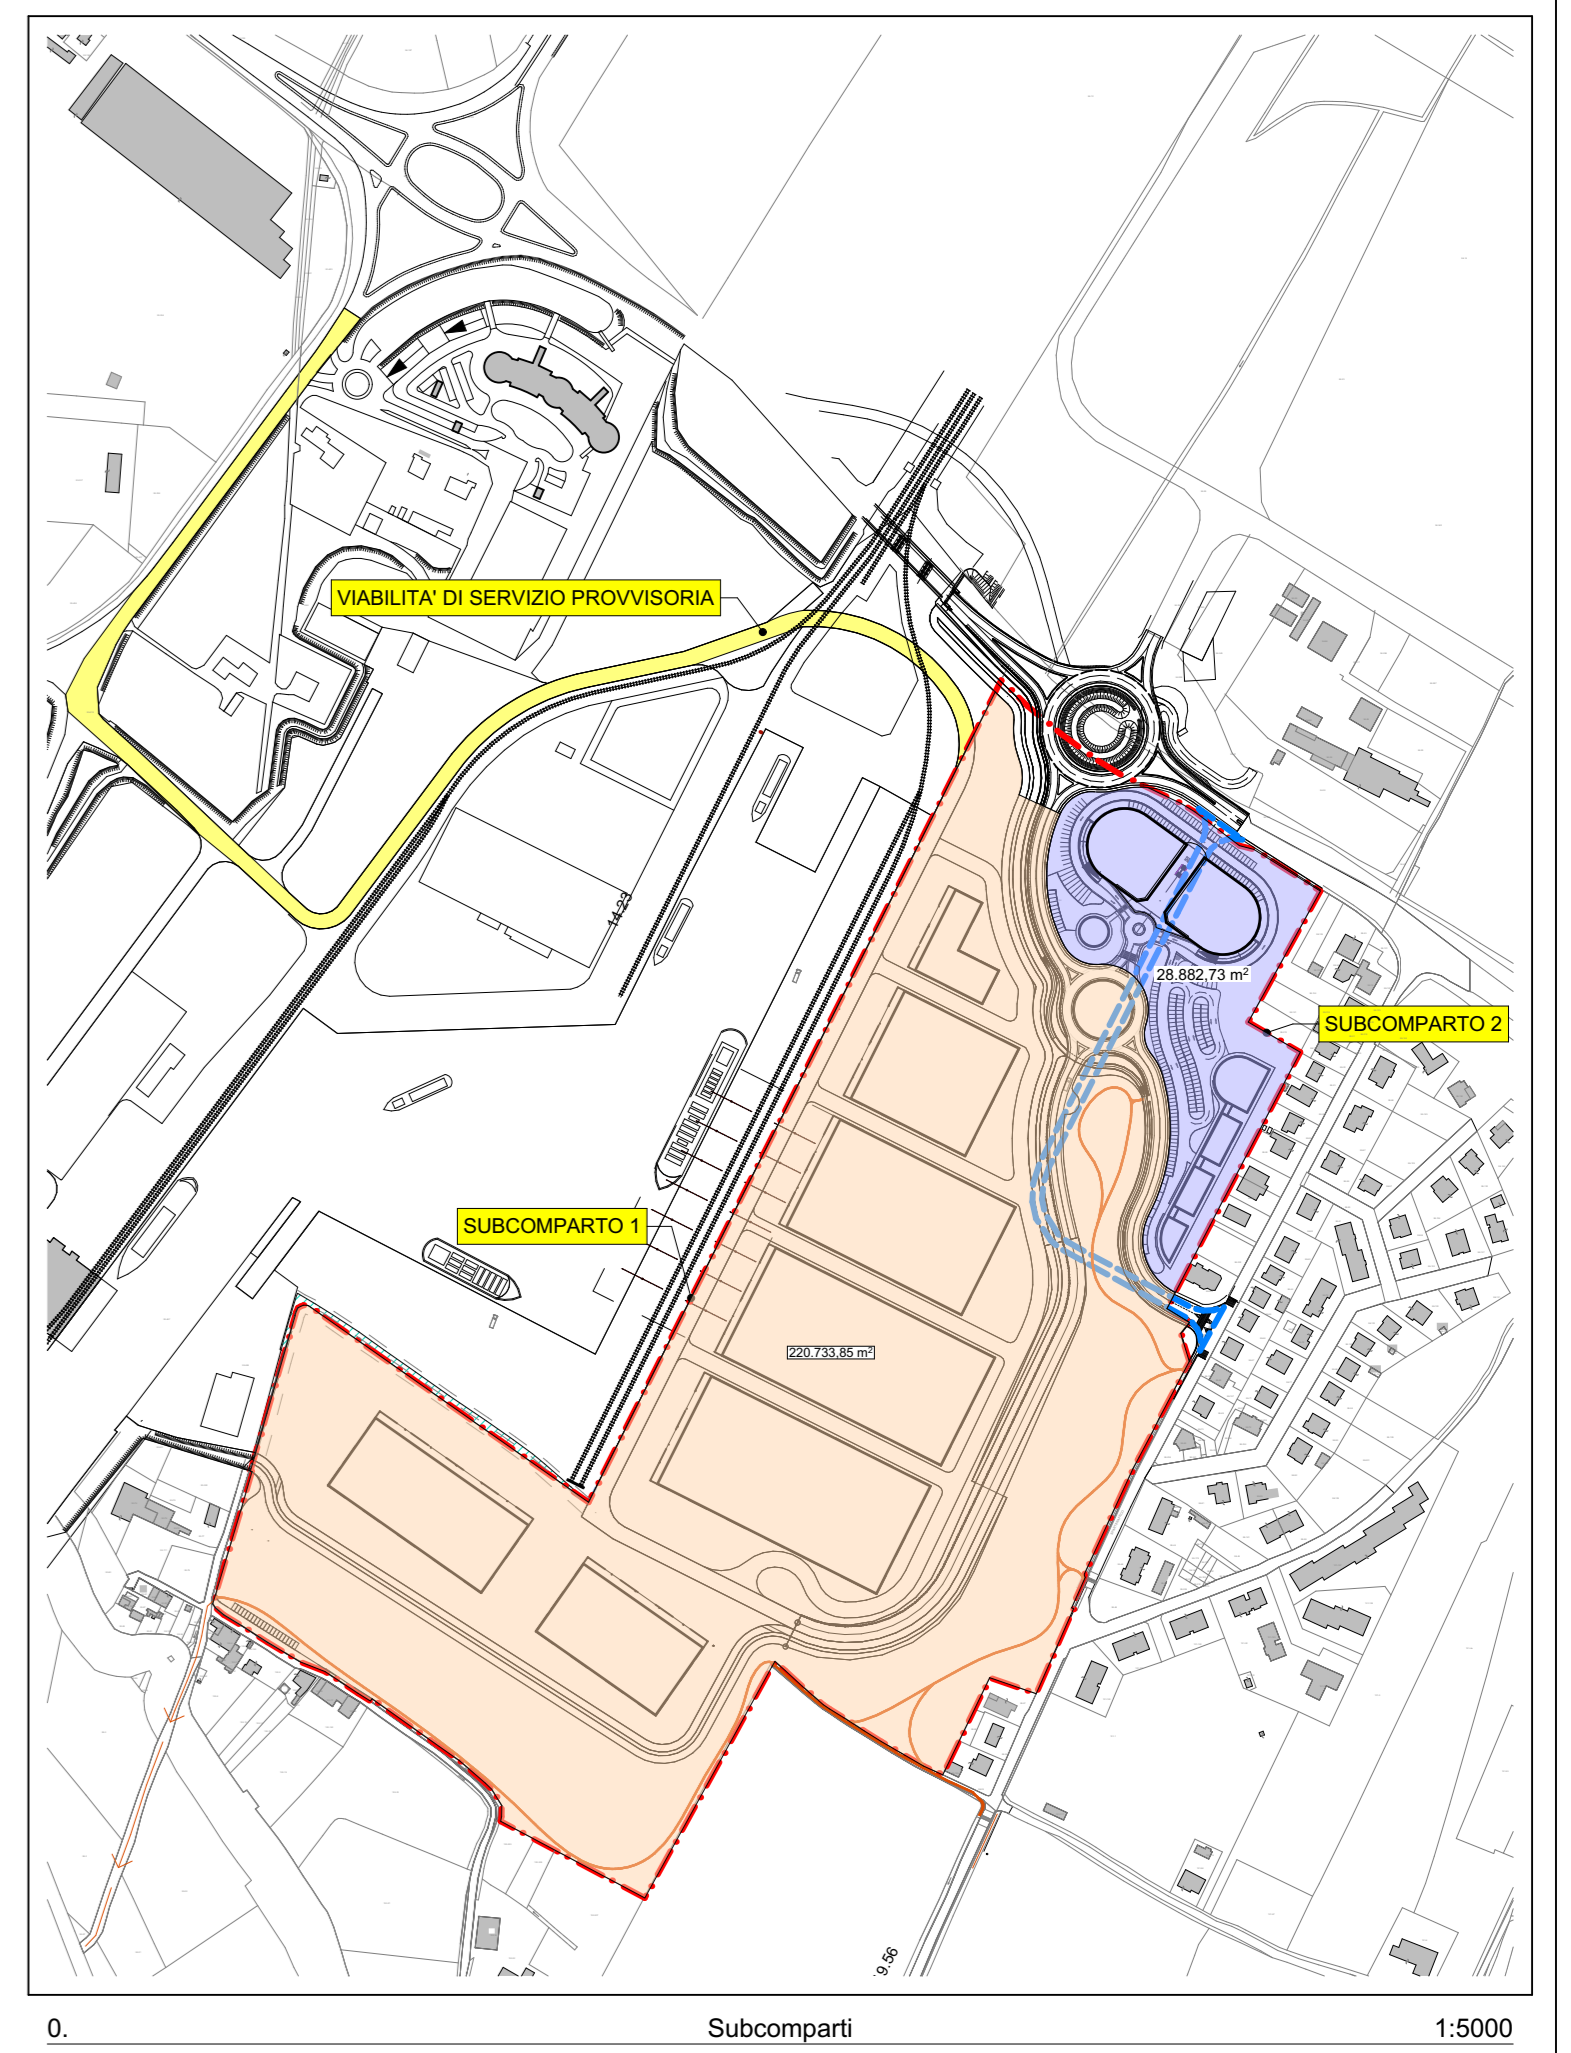 VIABILITA' DI SERVIZIO PROVVISORIA
14.23
28.882,73 m²
SUBCOMPARTO 2
SUBCOMPARTO 1
220.733,85 m²
9.56
0.
Subcomparti
1:5000